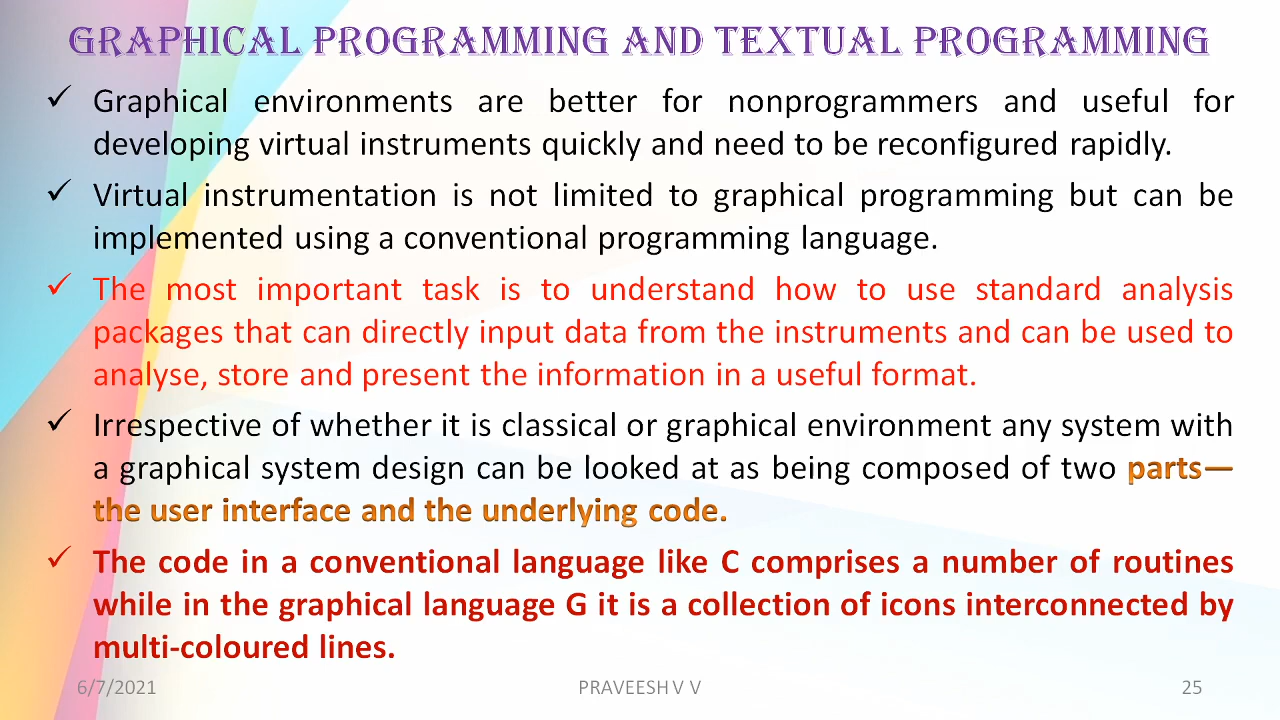 GRAPHICAL PROGRAMMING AND TEXTUAL PROGRAMMING
✓ Graphical environments are better for nonprogrammers and useful for
developing virtual instruments quickly and need to be reconfigured rapidly.
✓ Virtual instrumentation is not limited to graphical programming but can be
implemented using a conventional programming language.
✓ The most important task is to understand how to use standard analysis
packages that can directly input data from the instruments and can be used to
analyse, store and present the information in a useful format.
✓ Irrespective of whether it is classical or graphical environment any system with
a graphical system design can be looked at as being composed of two parts—
the user interface and the underlying code.
✓ The code in a conventional language like C comprises a number of routines
while in the graphical language G it is a collection of icons interconnected by
multi-coloured lines.
6/7/2021 PRAVEESH V V 25